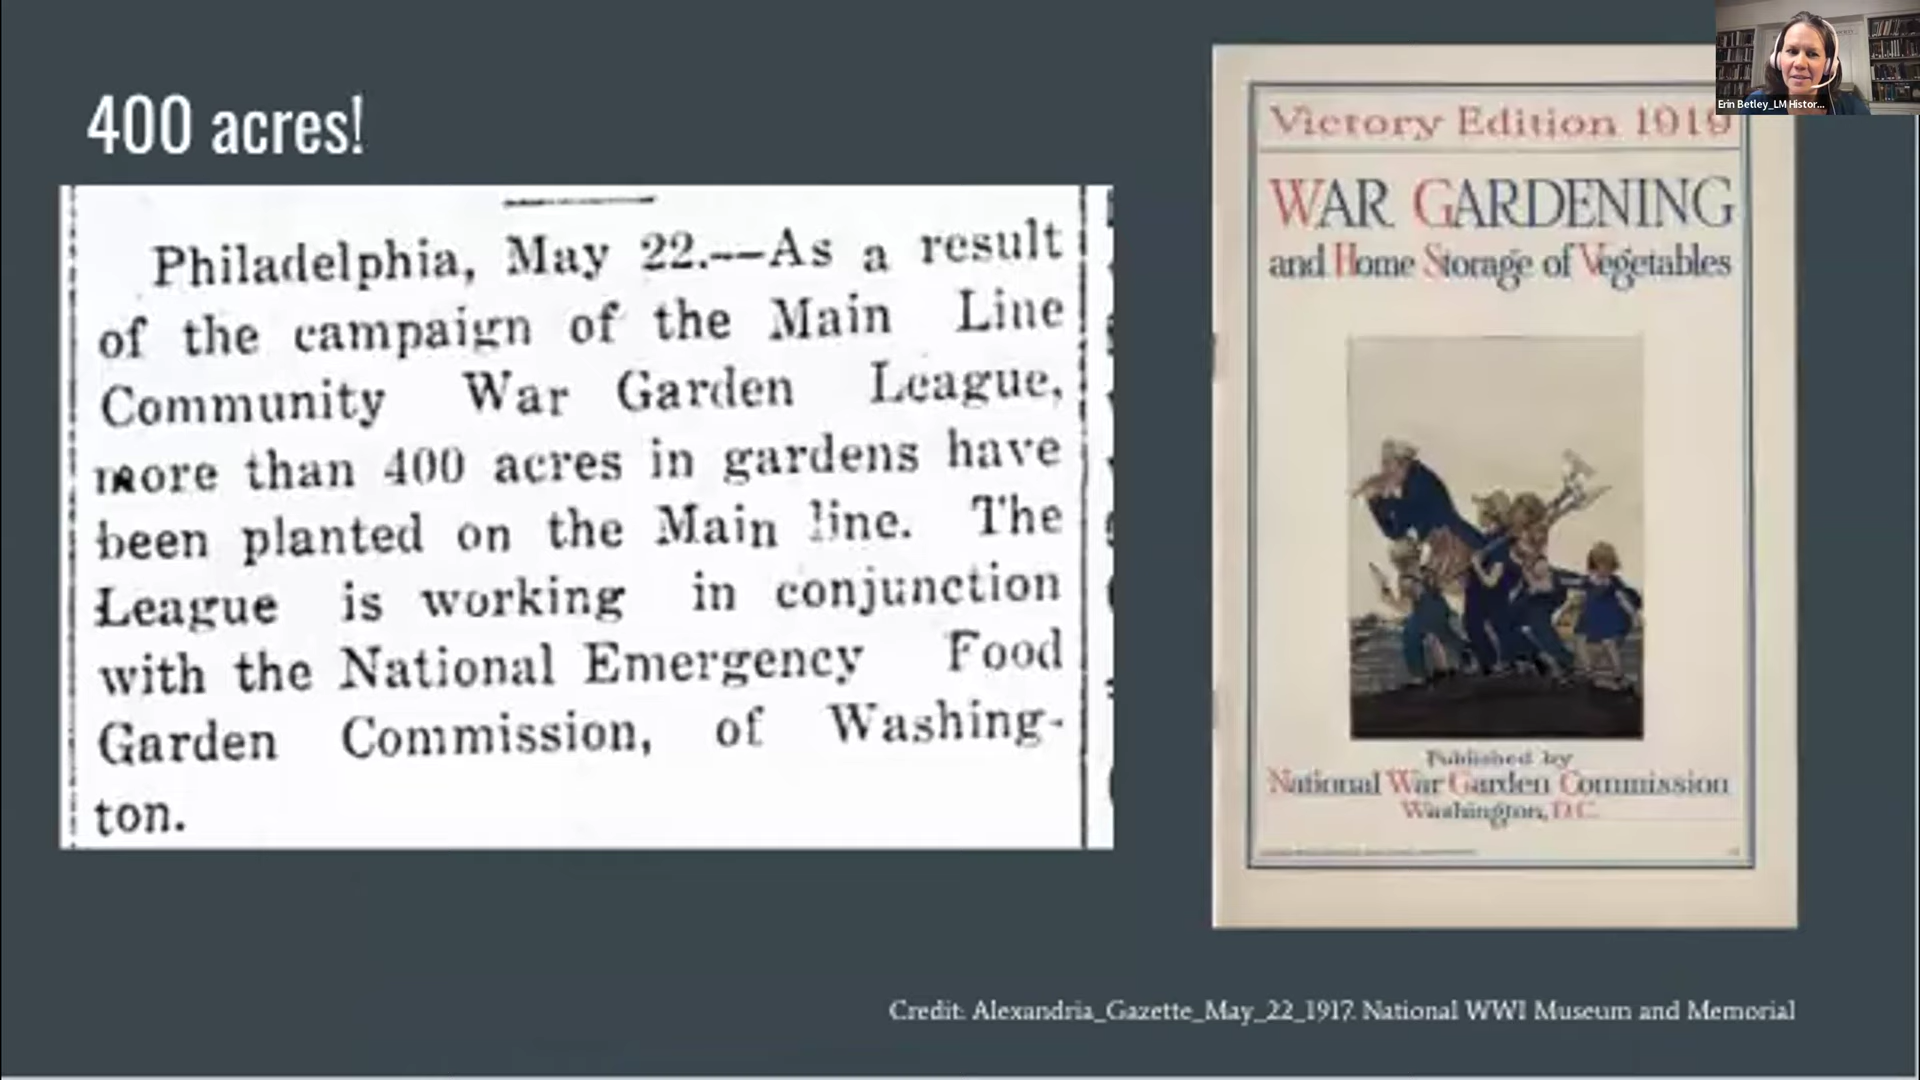 400 acres!
Philadelphia, May 22.--As a result
of the campaign of the Main Line
Community War Garden League,
more than 400 acres in gardens have
been planted on the Main line. The
League is working in conjunction
with the National Emergency Food
Garden Commission, of Washing-
ton.
Victory Edition 1919
WAR GARDENING
and Home Storage of Vegetables
Published by
National War Garden Commission
Washington, D.C.
Erin Betley_LM Histor...
Credit: Alexandria_Gazette_May_22_1917. National WWI Museum and Memorial